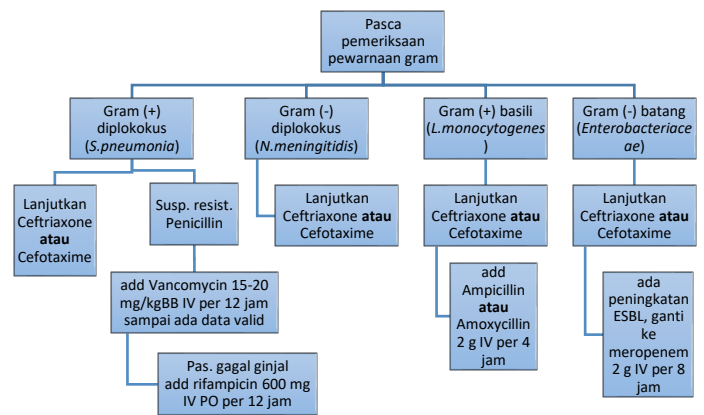 Pasca
pemeriksaan
pewarnaan gram
Gram (+)
diplokokus
(S.pneumonia)
Gram (-)
diplokokus
(N.meningitidis)
Gram (+) basili
(L.monocytogenes
)
Gram (-) batang
(Enterobacteriace
ae)
Lanjutkan
Ceftriaxone
atau
Cefotaxime
Susp. resist.
Penicillin
Lanjutkan
Ceftriaxone atau
Cefotaxime
Lanjutkan
Ceftriaxone atau
Cefotaxime
Lanjutkan
Ceftriaxone atau
Cefotaxime
add Vancomycin 15-20
mg/kgBB IV per 12 jam
sampai ada data valid
add
Ampicillin
atau
Amoxycillin
2 g IV per 4
jam
ada
peningkatan
ESBL, ganti
ke
meropenem
2 g IV per 8
jam
Pas. gagal ginjal
add rifampicin 600 mg
IV PO per 12 jam